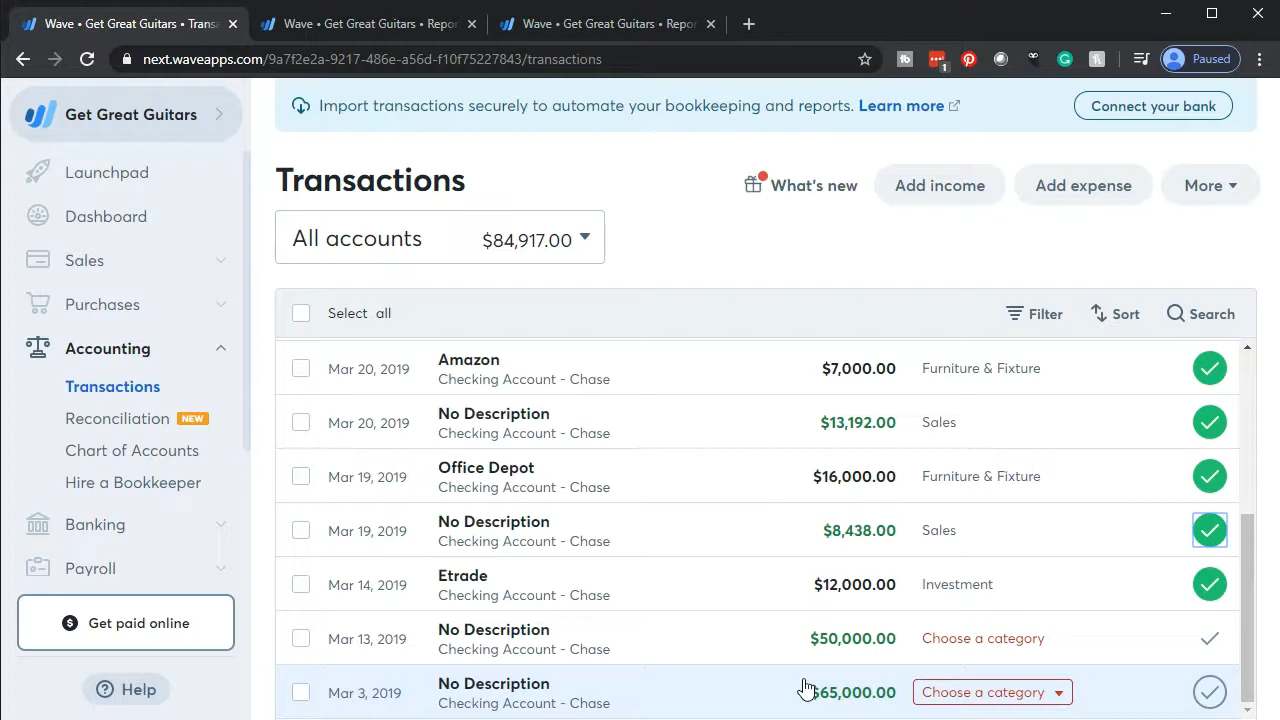 Wave • Get Great Guitars • Transa
Wave • Get Great Guitars • Repor
Wave • Get Great Guitars • Repor
next.waveapps.com/9a7f2e2a-9217-486e-a56d-f10f75227843/transactions
1
Paused
Get Great Guitars
Import transactions securely to automate your bookkeeping and reports. Learn more
Connect your bank
Launchpad
Dashboard
Sales
Purchases
Accounting
Transactions
Reconciliation NEW
Chart of Accounts
Hire a Bookkeeper
Banking
Payroll
$ Get paid online
? Help
Transactions
What's new
Add income
Add expense
More
All accounts $84,917.00
Select all
Filter
Sort
Search
Mar 20, 2019 Amazon $7,000.00 Furniture & Fixture
Checking Account - Chase
Mar 20, 2019 No Description $13,192.00 Sales
Checking Account - Chase
Mar 19, 2019 Office Depot $16,000.00 Furniture & Fixture
Checking Account - Chase
Mar 19, 2019 No Description $8,438.00 Sales
Checking Account - Chase
Mar 14, 2019 Etrade $12,000.00 Investment
Checking Account - Chase
Mar 13, 2019 No Description $50,000.00 Choose a category
Checking Account - Chase
Mar 3, 2019 No Description $65,000.00 Choose a category
Checking Account - Chase